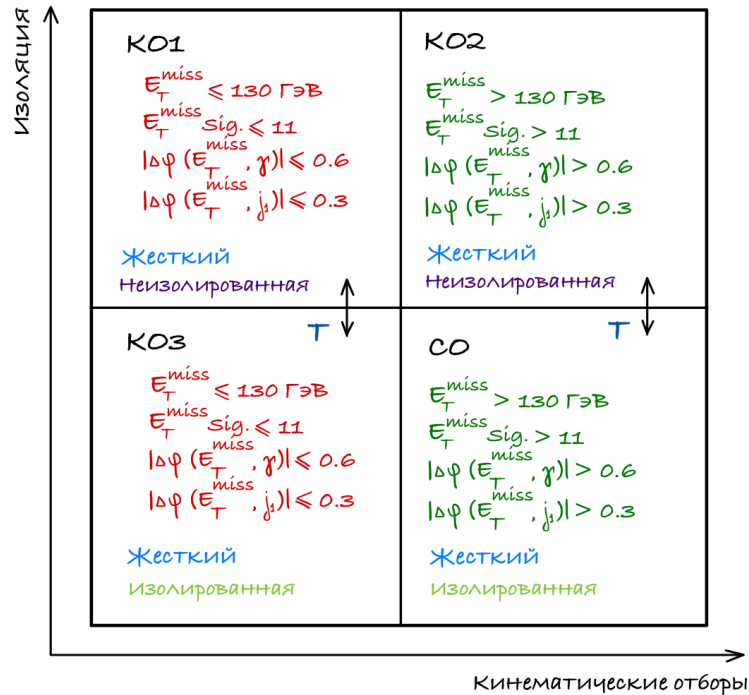 Изоляция
КО1
E_T^miss ⩽ 130 ГэВ
E_T^miss Sig. ⩽ 11
|Δφ (E_T^miss, γ)| ⩽ 0.6
|Δφ (E_T^miss, j₁)| ⩽ 0.3
Жесткий
Неизолированная
КО2
E_T^miss > 130 ГэВ
E_T^miss Sig. > 11
|Δφ (E_T^miss, γ)| > 0.6
|Δφ (E_T^miss, j₁)| > 0.3
Жесткий
Неизолированная
T
T
КО3
E_T^miss ⩽ 130 ГэВ
E_T^miss Sig. ⩽ 11
|Δφ (E_T^miss, γ)| ⩽ 0.6
|Δφ (E_T^miss, j₁)| ⩽ 0.3
Жесткий
Изолированная
СО
E_T^miss > 130 ГэВ
E_T^miss Sig. > 11
|Δφ (E_T^miss, γ)| > 0.6
|Δφ (E_T^miss, j₁)| > 0.3
Жесткий
Изолированная
Кинематические отборы